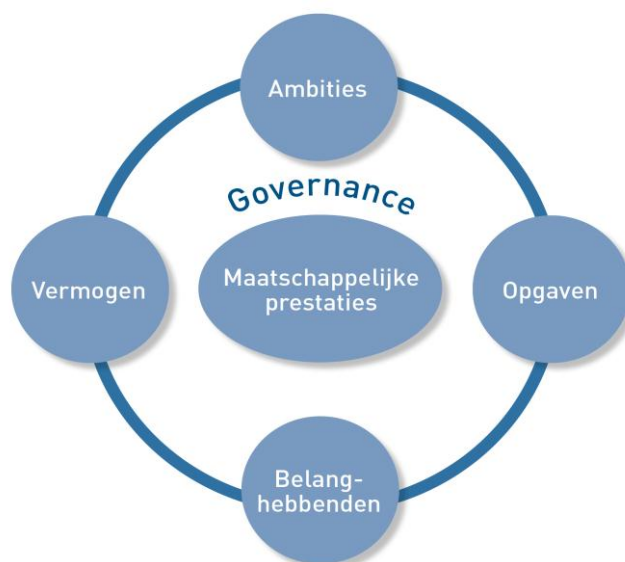 Ambities
Governance
Vermogen
Maatschappelijke
prestaties
Opgaven
Belang-
hebbenden